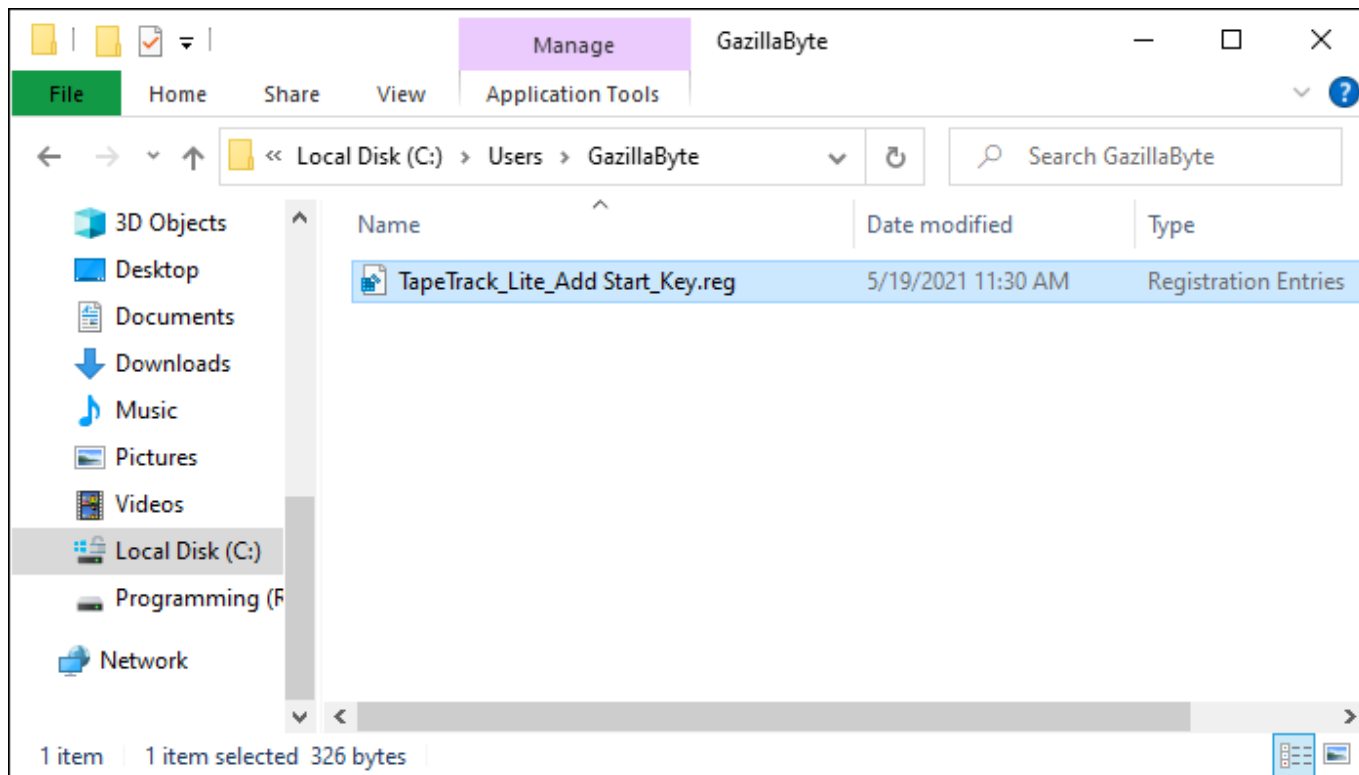 Manage
GazillaByte
File
Home
Share
View
Application Tools
?
« Local Disk (C:) > Users > GazillaByte
Search GazillaByte
Name
Date modified
Type
3D Objects
Desktop
Documents
Downloads
Music
Pictures
Videos
Local Disk (C:)
Programming (R
Network
TapeTrack_Lite_Add Start_Key.reg
5/19/2021 11:30 AM
Registration Entries
1 item
1 item selected 326 bytes